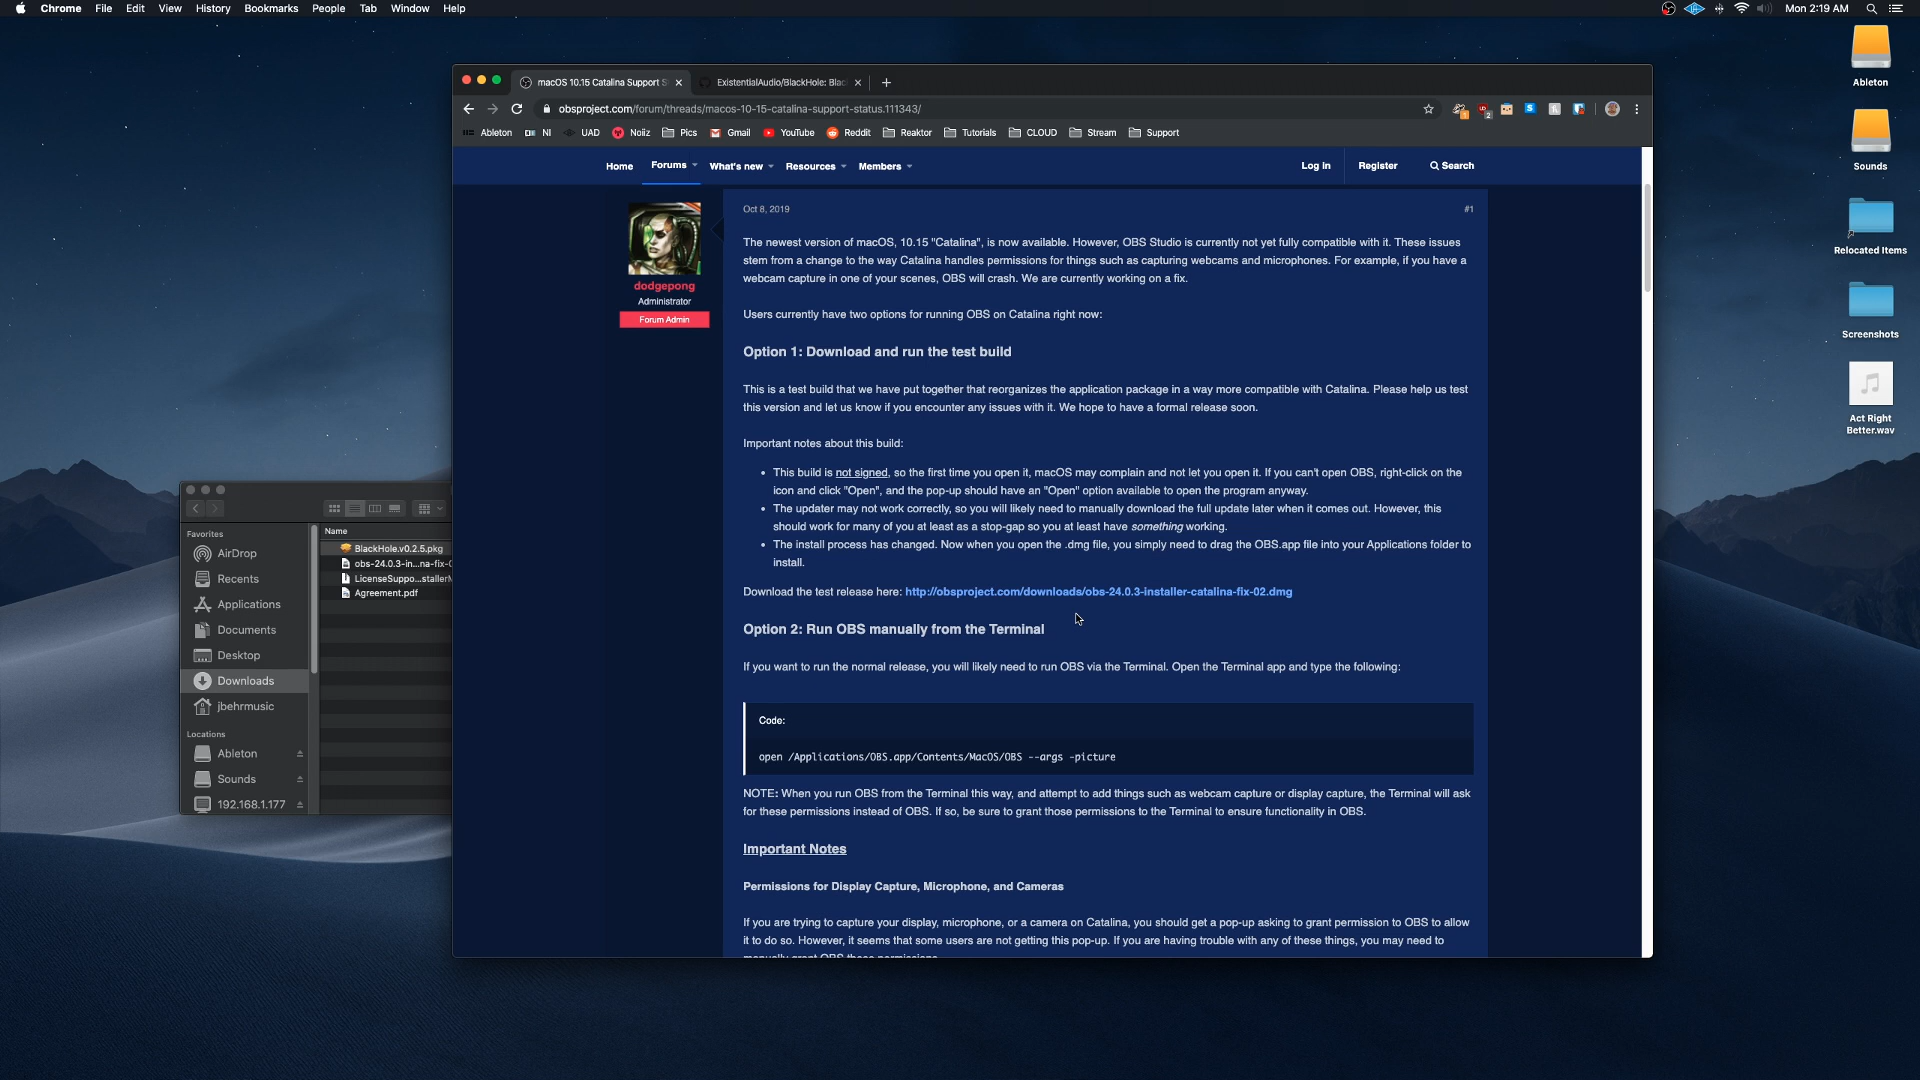 Chrome File Edit View History Bookmarks People Tab Window Help
Mon 2:19 AM
macOS 10.15 Catalina Support S
ExistentialAudio/BlackHole: Blac
obsproject.com/forum/threads/macos-10-15-catalina-support-status.111343/
Ableton NI UAD Noiiz Pics Gmail YouTube Reddit Reaktor Tutorials CLOUD Stream Support
Home Forums What's new Resources Members
Log in Register Search
Oct 8, 2019
#1
dodgepong
Administrator
Forum Admin
The newest version of macOS, 10.15 "Catalina", is now available. However, OBS Studio is currently not yet fully compatible with it. These issues
stem from a change to the way Catalina handles permissions for things such as capturing webcams and microphones. For example, if you have a
webcam capture in one of your scenes, OBS will crash. We are currently working on a fix.
Users currently have two options for running OBS on Catalina right now:
Option 1: Download and run the test build
This is a test build that we have put together that reorganizes the application package in a way more compatible with Catalina. Please help us test
this version and let us know if you encounter any issues with it. We hope to have a formal release soon.
Important notes about this build:
• This build is not signed, so the first time you open it, macOS may complain and not let you open it. If you can't open OBS, right-click on the
icon and click "Open", and the pop-up should have an "Open" option available to open the program anyway.
• The updater may not work correctly, so you will likely need to manually download the full update later when it comes out. However, this
should work for many of you at least as a stop-gap so you at least have something working.
• The install process has changed. Now when you open the .dmg file, you simply need to drag the OBS.app file into your Applications folder to
install.
Download the test release here: http://obsproject.com/downloads/obs-24.0.3-installer-catalina-fix-02.dmg
Option 2: Run OBS manually from the Terminal
If you want to run the normal release, you will likely need to run OBS via the Terminal. Open the Terminal app and type the following:
Code:
open /Applications/OBS.app/Contents/MacOS/OBS --args -picture
NOTE: When you run OBS from the Terminal this way, and attempt to add things such as webcam capture or display capture, the Terminal will ask
for these permissions instead of OBS. If so, be sure to grant those permissions to the Terminal to ensure functionality in OBS.
Important Notes
Permissions for Display Capture, Microphone, and Cameras
If you are trying to capture your display, microphone, or a camera on Catalina, you should get a pop-up asking to grant permission to OBS to allow
it to do so. However, it seems that some users are not getting this pop-up. If you are having trouble with any of these things, you may need to
manually grant OBS these permissions
Favorites
AirDrop
Recents
Applications
Documents
Desktop
Downloads
jbehrmusic
Locations
Ableton
Sounds
192.168.1.177
Name
BlackHole.v0.2.5.pkg
obs-24.0.3-in...na-fix-0
LicenseSuppo...stallerM
Agreement.pdf
Ableton
Sounds
Relocated Items
Screenshots
Act Right
Better.wav